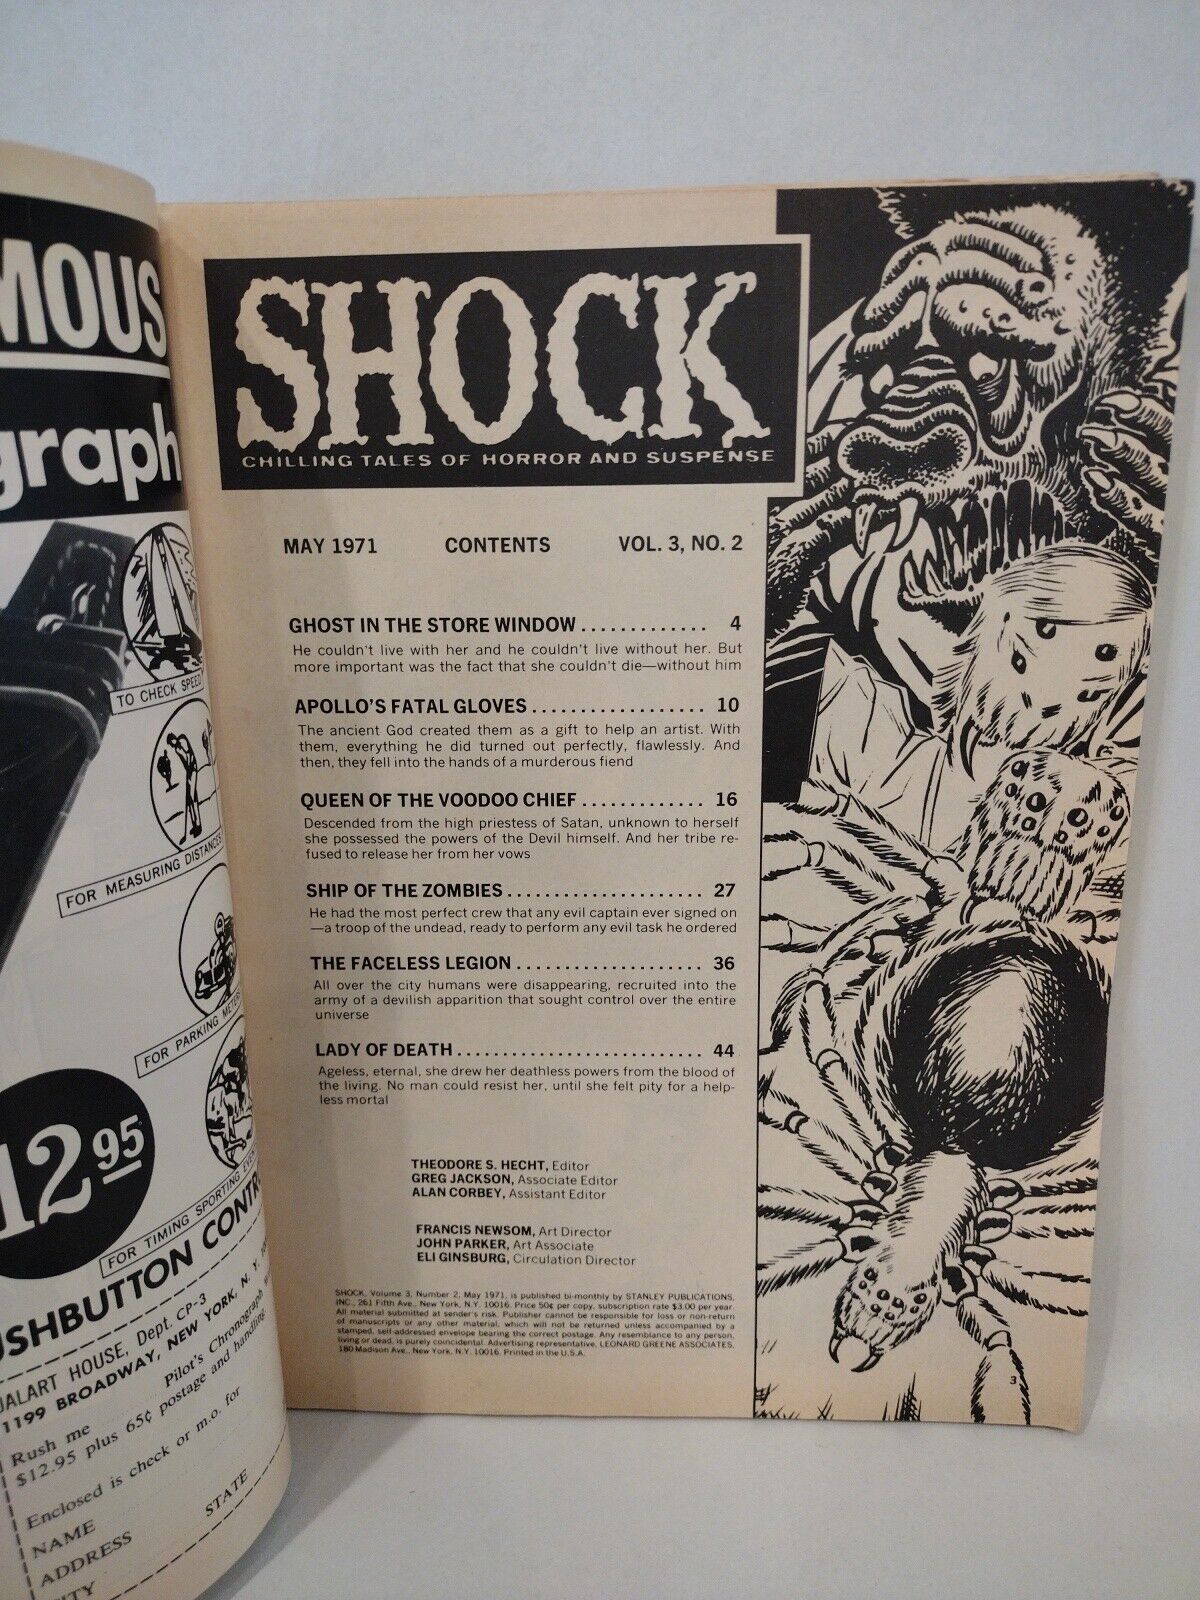 MOUS
graph
TO CHECK SPEED
FOR MEASURING DISTANCES
FOR PARKING METERS
12 95
FOR TIMING SPORTING EVEN
USHBUTTON CONTR
JALART HOUSE, Dept. CP-3
1199 BROADWAY, NEW YORK, N. Y. 100
Rush me Pilot's Chronograph w
$12.95 plus 65¢ postage and handling
Enclosed is check or m.o. for
NAME
ADDRESS
STATE
SHOCK
CHILLING TALES OF HORROR AND SUSPENSE
MAY 1971 CONTENTS VOL. 3, NO. 2
GHOST IN THE STORE WINDOW ............. 4
He couldn't live with her and he couldn't live without her. But
more important was the fact that she couldn't die—without him
APOLLO'S FATAL GLOVES .................. 10
The ancient God created them as a gift to help an artist. With
them, everything he did turned out perfectly, flawlessly. And
then, they fell into the hands of a murderous fiend
QUEEN OF THE VOODOO CHIEF ............. 16
Descended from the high priestess of Satan, unknown to herself
she possessed the powers of the Devil himself. And her tribe re-
fused to release her from her vows
SHIP OF THE ZOMBIES .................... 27
He had the most perfect crew that any evil captain ever signed on
—a troop of the undead, ready to perform any evil task he ordered
THE FACELESS LEGION ................... 36
All over the city humans were disappearing, recruited into the
army of a devilish apparition that sought control over the entire
universe
LADY OF DEATH ......................... 44
Ageless, eternal, she drew her deathless powers from the blood of
the living. No man could resist her, until she felt pity for a help-
less mortal
THEODORE S. HECHT, Editor
GREG JACKSON, Associate Editor
ALAN CORBEY, Assistant Editor
FRANCIS NEWSOM, Art Director
JOHN PARKER, Art Associate
ELI GINSBURG, Circulation Director
SHOCK, Volume 3, Number 2, May 1971, is published bi-monthly by STANLEY PUBLICATIONS,
INC., 261 Fifth Ave., New York, N.Y. 10016. Price 50¢ per copy, subscription rate $3.00 per year.
All material submitted at sender's risk. Publisher cannot be responsible for loss or non-return
of manuscripts or any other material, which will not be returned unless accompanied by a
stamped, self-addressed envelope bearing the correct postage. Any resemblance to any person,
living or dead, is purely coincidental. Advertising representative, LEONARD GREENE ASSOCIATES,
180 Madison Ave., New York, N.Y. 10016. Printed in the U.S.A.
3